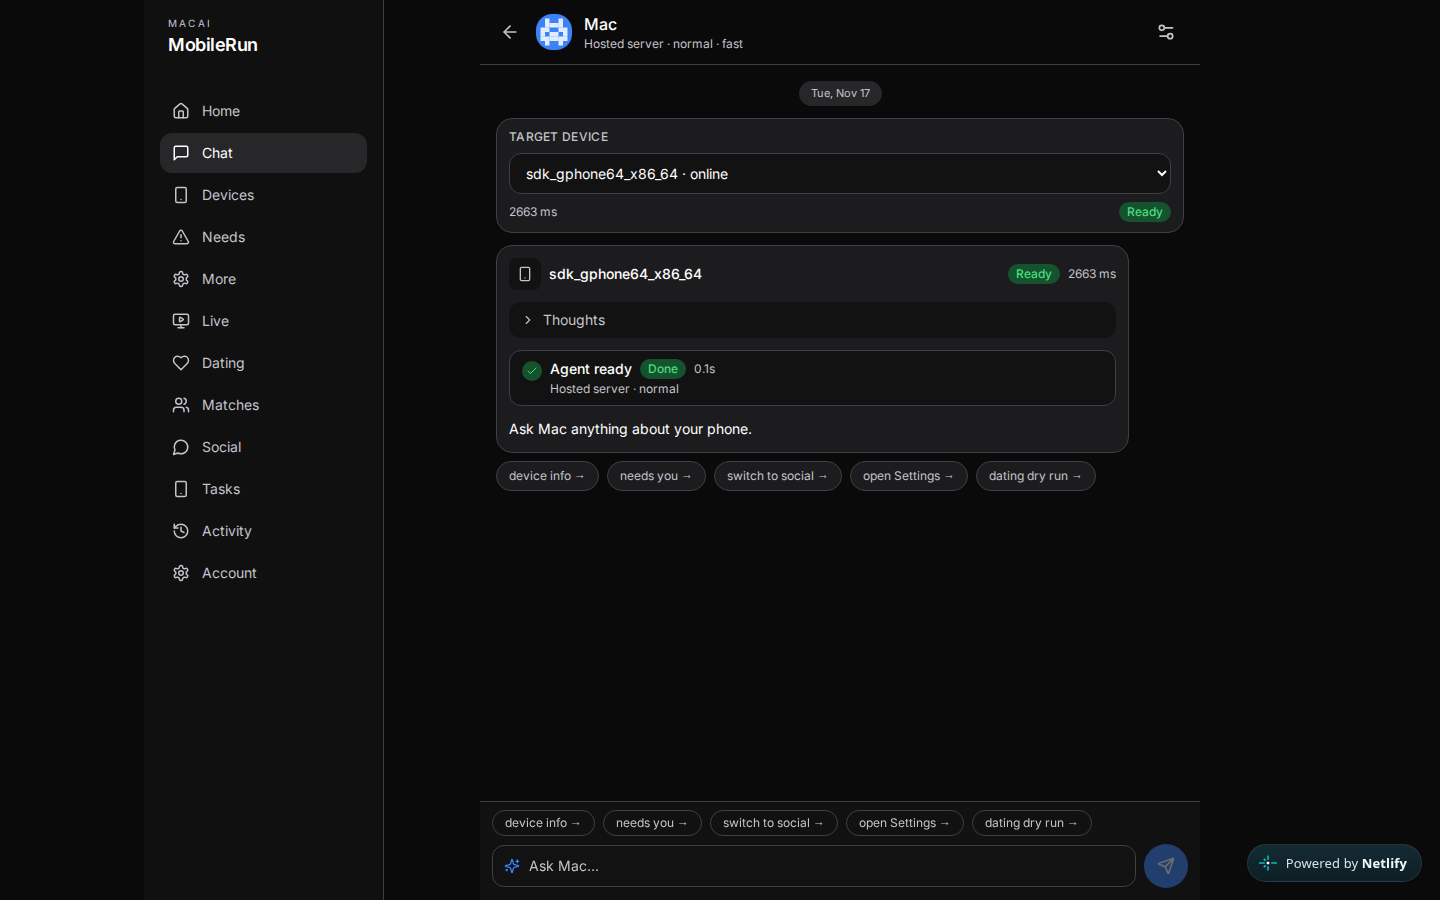 MACAI
MobileRun
Home
Chat
Devices
Needs
More
Live
Dating
Matches
Social
Tasks
Activity
Account
Mac
Hosted server · normal · fast
Tue, Nov 17
TARGET DEVICE
sdk_gphone64_x86_64 · online
2663 ms
Ready
sdk_gphone64_x86_64
Ready 2663 ms
Thoughts
Agent ready Done 0.1s
Hosted server · normal
Ask Mac anything about your phone.
device info → needs you → switch to social → open Settings → dating dry run →
device info → needs you → switch to social → open Settings → dating dry run →
Ask Mac...
Powered by Netlify